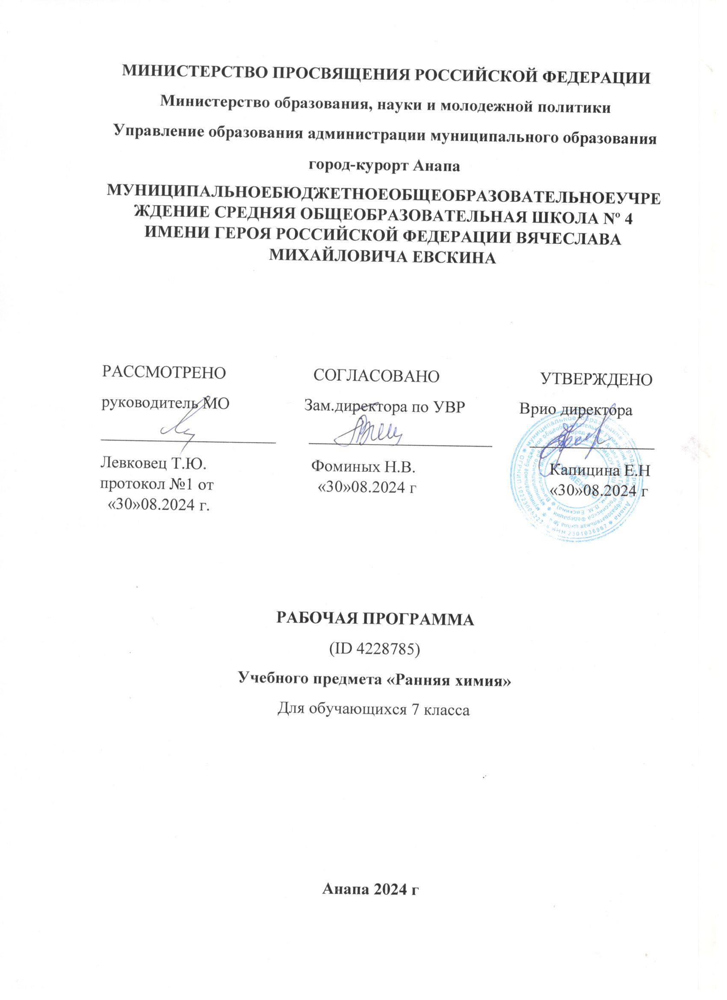 МИНИСТЕРСТВО ПРОСВЯЩЕНИЯ РОССИЙСКОЙ ФЕДЕРАЦИИ
Министерство образования, науки и молодежной политики
Управление образования администрации муниципального образования
город-курорт Анапа
МУНИЦИПАЛЬНОЕБЮДЖЕТНОЕОБЩЕОБРАЗОВАТЕЛЬНОЕУЧРЕ
ЖДЕНИЕ СРЕДНЯЯ ОБЩЕОБРАЗОВАТЕЛЬНАЯ ШКОЛА Nº 4
ИМЕНИ ГЕРОЯ РОССИЙСКОЙ ФЕДЕРАЦИИ ВЯЧЕСЛАВА
МИХАЙЛОВИЧА ЕВСКИНА
РАССМОТРЕНО
руководитель МО
Левковец Т.Ю.
протокол №1 от
«30»08.2024 г.
СОГЛАСОВАНО
Зам.директора по УВР
Фоминых Н.В.
«30»08.2024 г
УТВЕРЖДЕНО
Врио директора
Капицина Е.Н
«30»08.2024 г
РАБОЧАЯ ПРОГРАММА
(ID 4228785)
Учебного предмета «Ранняя химия»
Для обучающихся 7 класса
Анапа 2024 г